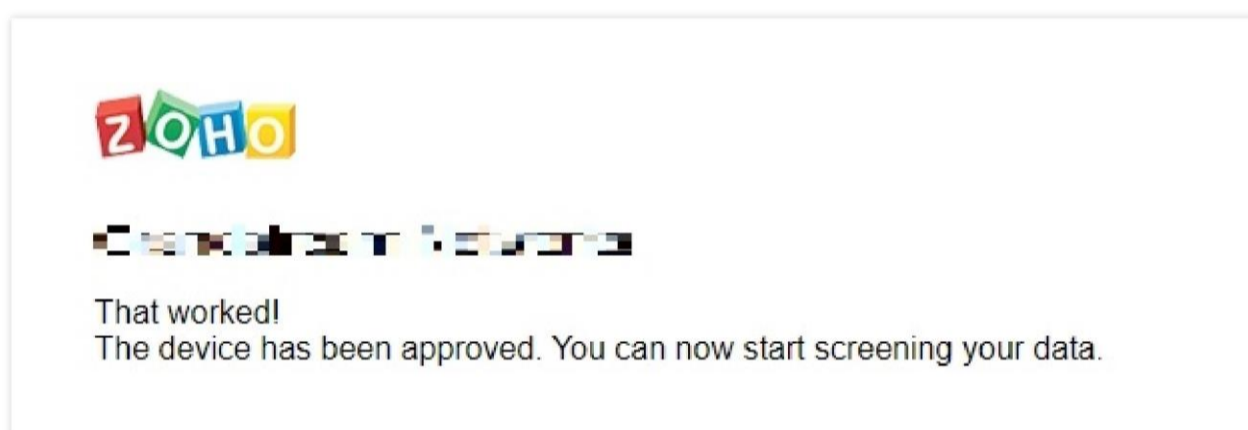 ZOHO
That worked!
The device has been approved. You can now start screening your data.